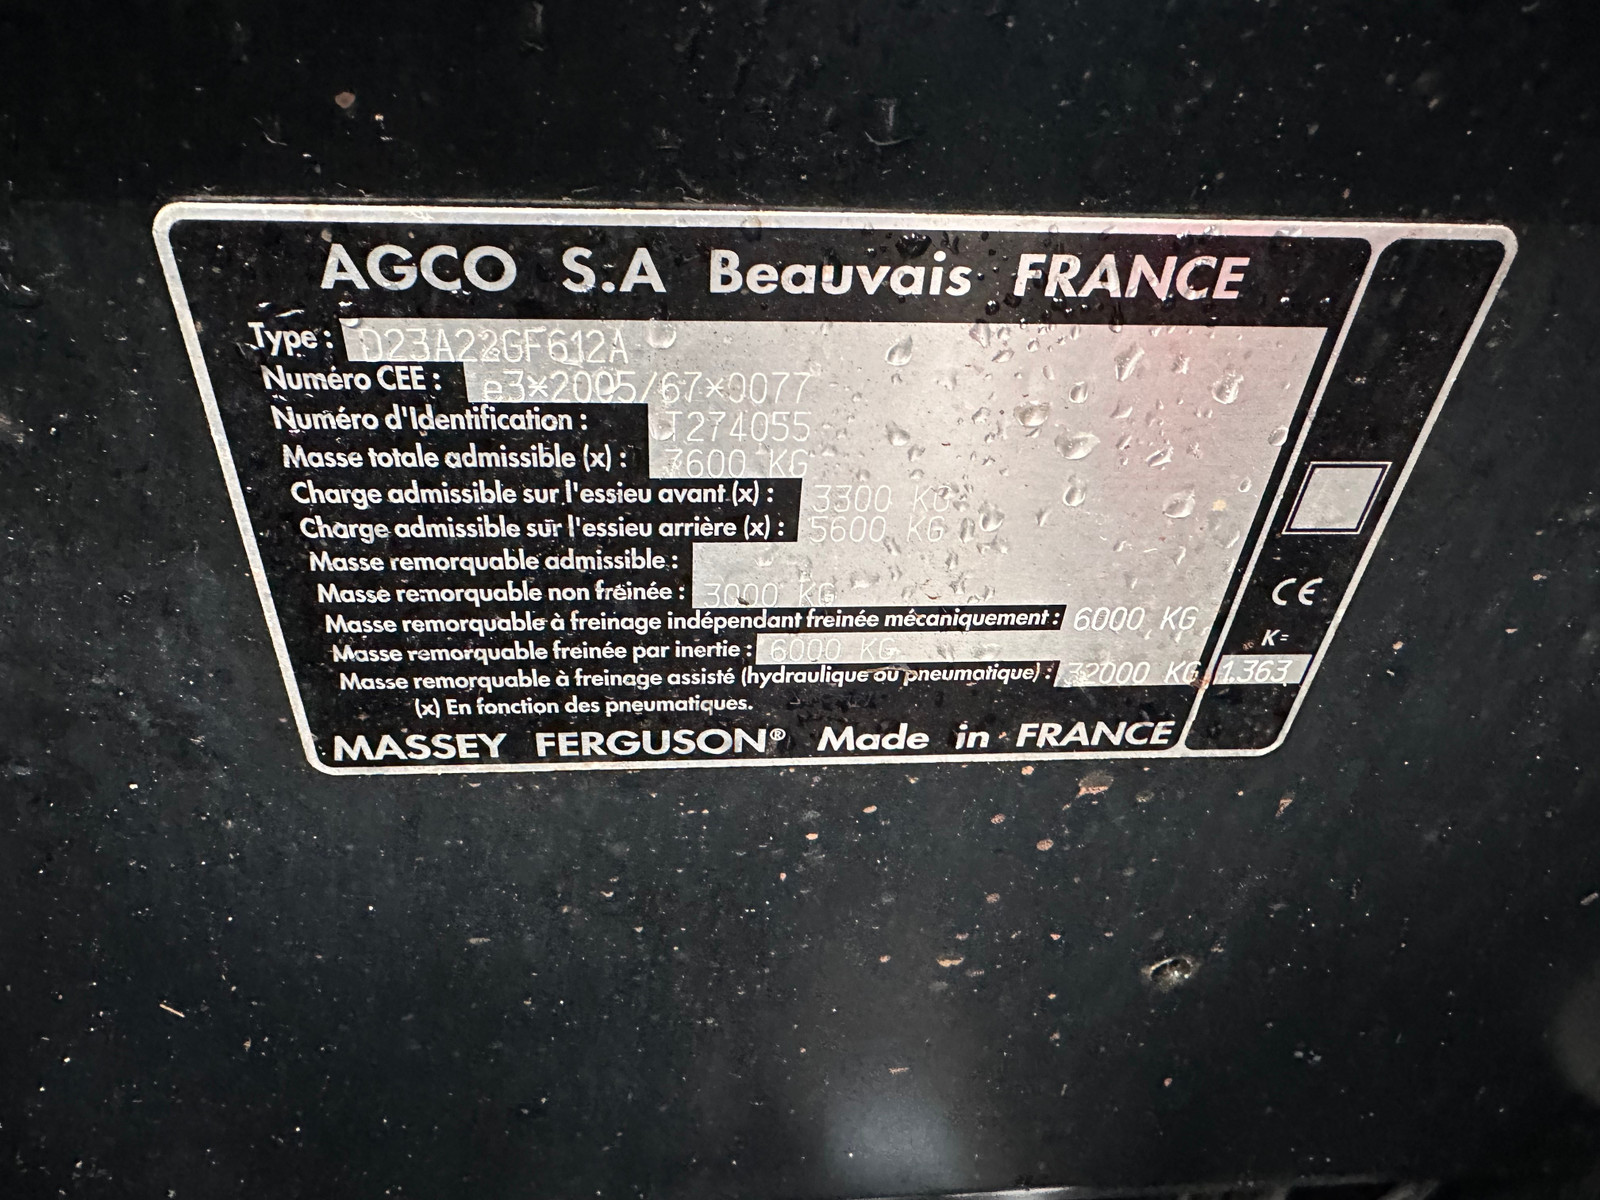 AGCO S.A Beauvais FRANCE
Type : D23A22GF612A
Numéro CEE : e3*2005/67*0077
Numéro d'Identification : T274055
Masse totale admissible (x) : 7600 KG
Charge admissible sur l'essieu avant (x) : 3300 KG
Charge admissible sur l'essieu arrière (x) : 5600 KG
Masse remorquable admissible :
Masse remorquable non freinée : 3000 KG
Masse remorquable à freinage indépendant freinée mécaniquement : 6000 KG
Masse remorquable freinée par inertie : 6000 KG
Masse remorquable à freinage assisté (hydraulique ou pneumatique) : 32000 KG
(x) En fonction des pneumatiques.
MASSEY FERGUSON® Made in FRANCE
CE
K=
1.363